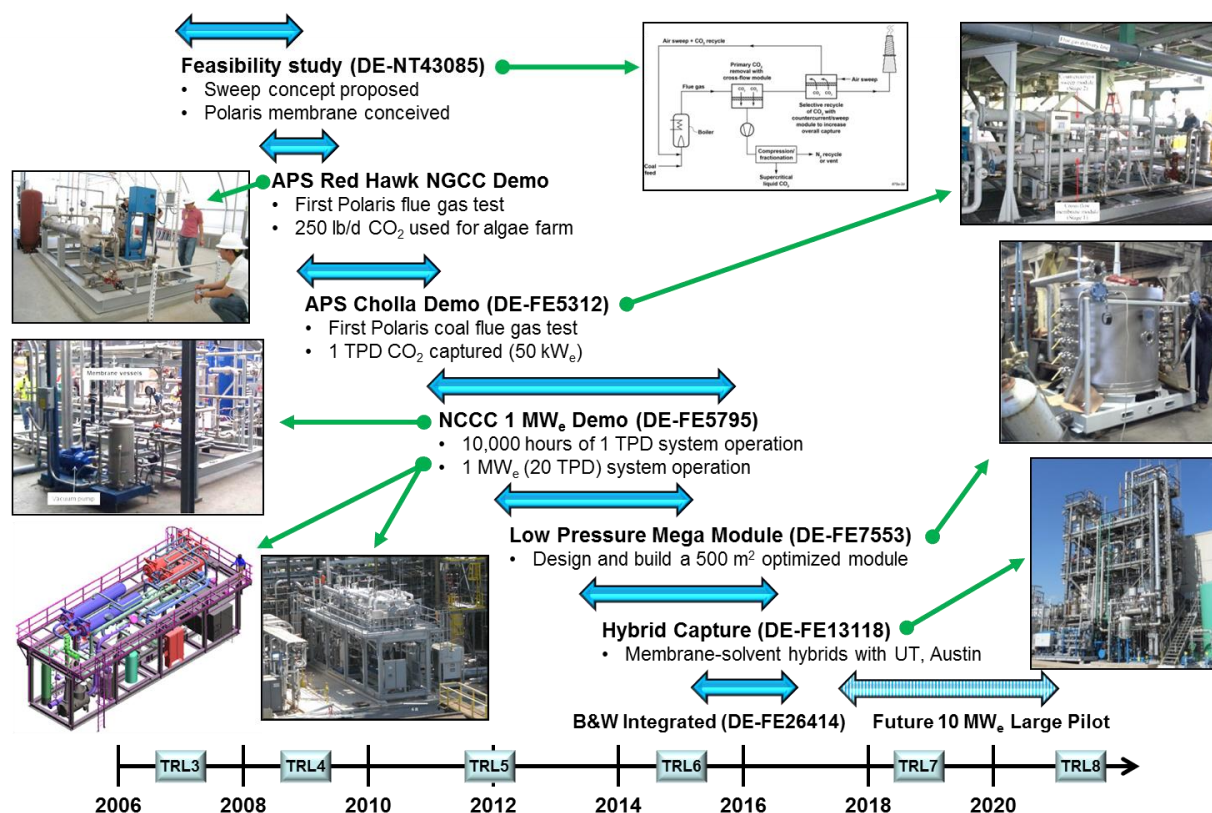 Feasibility study (DE-NT43085)
• Sweep concept proposed
• Polaris membrane conceived
Air sweep + CO₂ recycle
Primary CO₂
removal with
cross-flow module
Flue gas
CO₂ CO₂
CO₂ CO₂
Air sweep
Selective recycle
of CO₂ with
countercurrent/sweep
module to increase
overall capture
Boiler
Coal
feed
Compression/
fractionation
N₂ recycle
or vent
Supercritical
liquid CO₂
APS Red Hawk NGCC Demo
• First Polaris flue gas test
• 250 lb/d CO₂ used for algae farm
APS Cholla Demo (DE-FE5312)
• First Polaris coal flue gas test
• 1 TPD CO₂ captured (50 kWₑ)
Membrane vessels
Vacuum pump
NCCC 1 MWₑ Demo (DE-FE5795)
• 10,000 hours of 1 TPD system operation
• 1 MWₑ (20 TPD) system operation
Low Pressure Mega Module (DE-FE7553)
• Design and build a 500 m² optimized module
Hybrid Capture (DE-FE13118)
• Membrane-solvent hybrids with UT, Austin
B&W Integrated (DE-FE26414)
Future 10 MWₑ Large Pilot
TRL3 TRL4 TRL5 TRL6 TRL7 TRL8
2006 2008 2010 2012 2014 2016 2018 2020